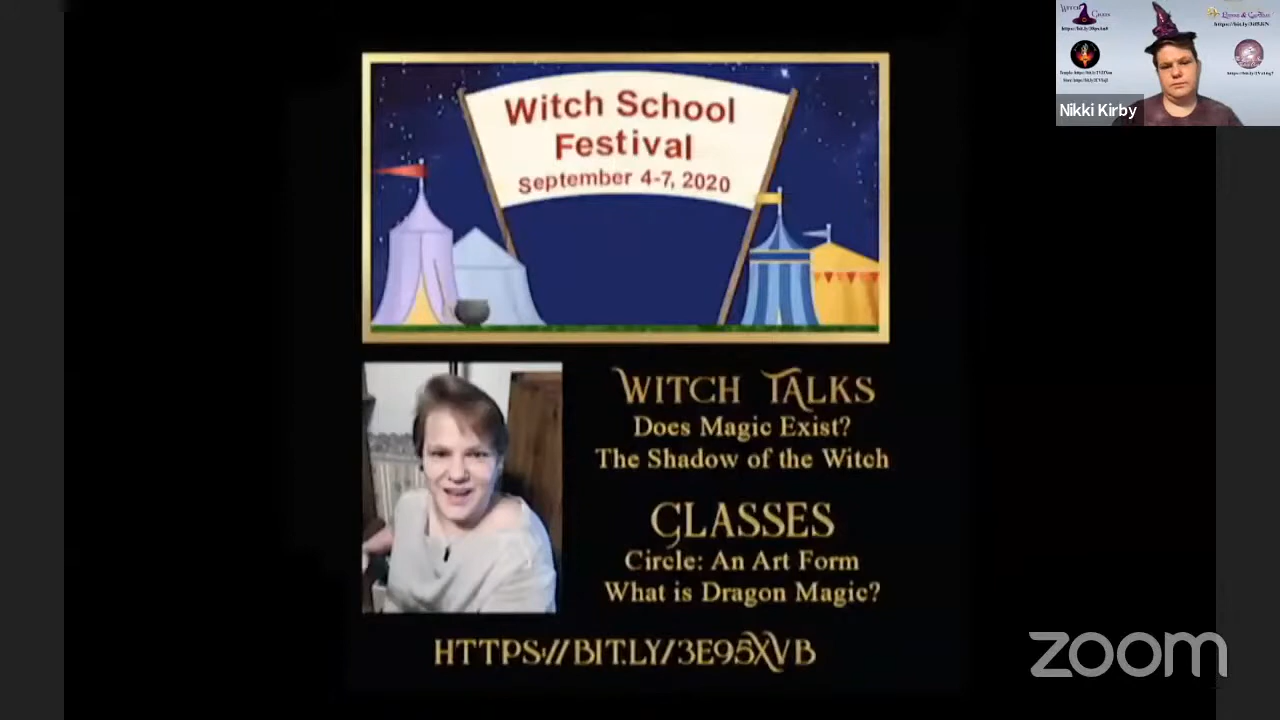 Witch School
Festival
September 4-7, 2020
WITCH TALKS
Does Magic Exist?
The Shadow of the Witch
CLASSES
Circle: An Art Form
What is Dragon Magic?
HTTPS://BIT.LY/3E95XVB
Nikki Kirby
zoom